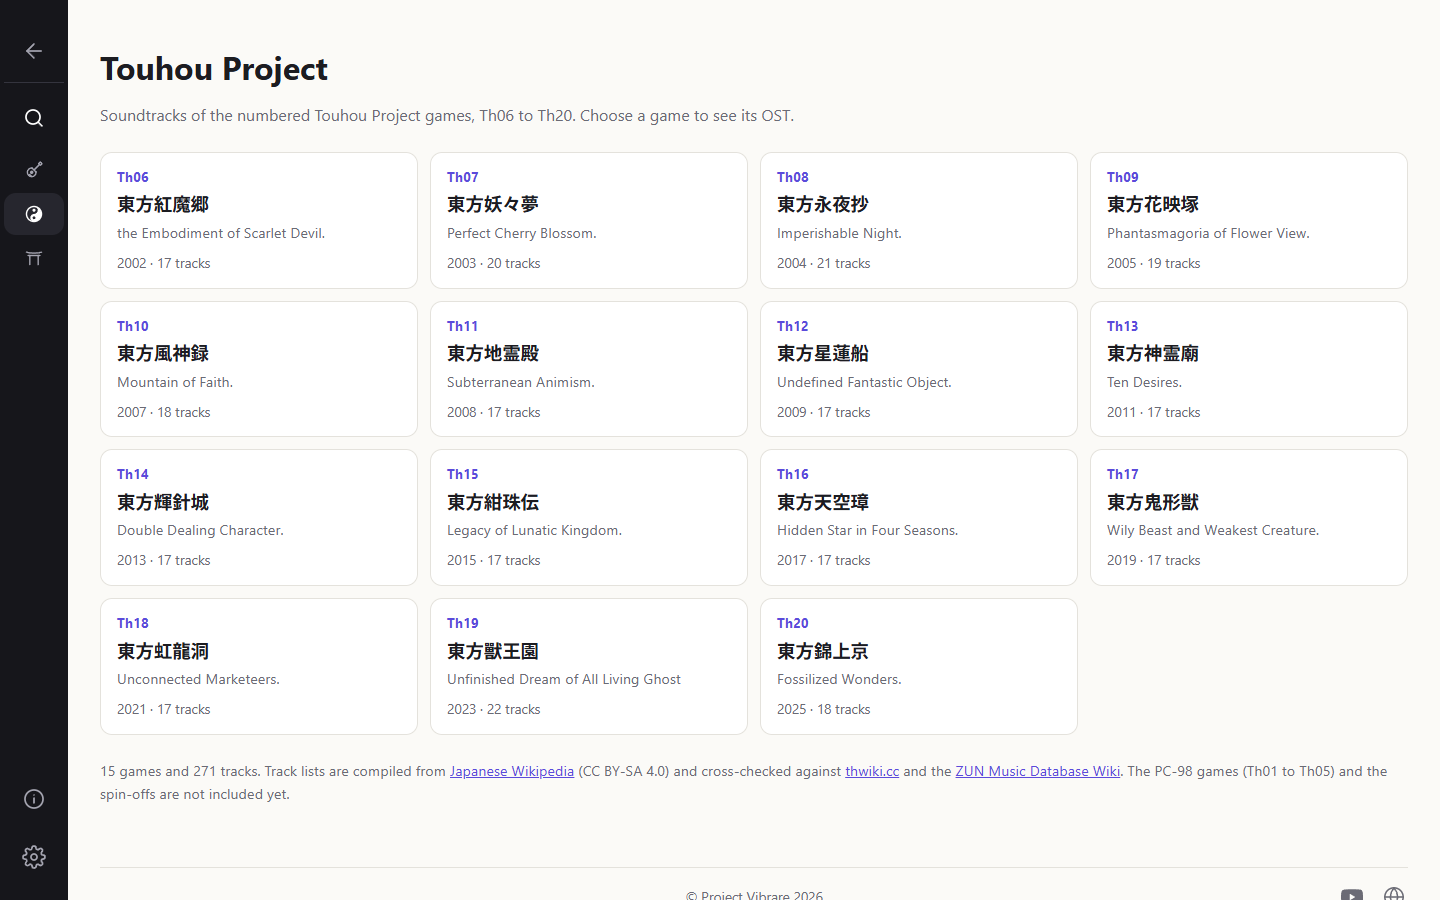 Touhou Project
Soundtracks of the numbered Touhou Project games, Th06 to Th20. Choose a game to see its OST.
Th06
東方紅魔郷
the Embodiment of Scarlet Devil.
2002 · 17 tracks
Th07
東方妖々夢
Perfect Cherry Blossom.
2003 · 20 tracks
Th08
東方永夜抄
Imperishable Night.
2004 · 21 tracks
Th09
東方花映塚
Phantasmagoria of Flower View.
2005 · 19 tracks
Th10
東方風神録
Mountain of Faith.
2007 · 18 tracks
Th11
東方地霊殿
Subterranean Animism.
2008 · 17 tracks
Th12
東方星蓮船
Undefined Fantastic Object.
2009 · 17 tracks
Th13
東方神霊廟
Ten Desires.
2011 · 17 tracks
Th14
東方輝針城
Double Dealing Character.
2013 · 17 tracks
Th15
東方紺珠伝
Legacy of Lunatic Kingdom.
2015 · 17 tracks
Th16
東方天空璋
Hidden Star in Four Seasons.
2017 · 17 tracks
Th17
東方鬼形獣
Wily Beast and Weakest Creature.
2019 · 17 tracks
Th18
東方虹龍洞
Unconnected Marketeers.
2021 · 17 tracks
Th19
東方獣王園
Unfinished Dream of All Living Ghost
2023 · 22 tracks
Th20
東方錦上京
Fossilized Wonders.
2025 · 18 tracks
15 games and 271 tracks. Track lists are compiled from Japanese Wikipedia (CC BY-SA 4.0) and cross-checked against thwiki.cc and the ZUN Music Database Wiki. The PC-98 games (Th01 to Th05) and the
spin-offs are not included yet.
© Project Vibrare 2026